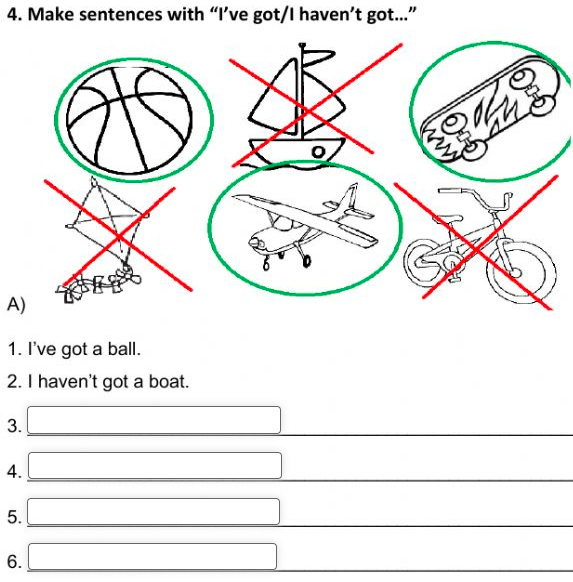 4. Make sentences with “I’ve got/I haven’t got…”
A)
1. I’ve got a ball.
2. I haven’t got a boat.
3.
4.
5.
6.